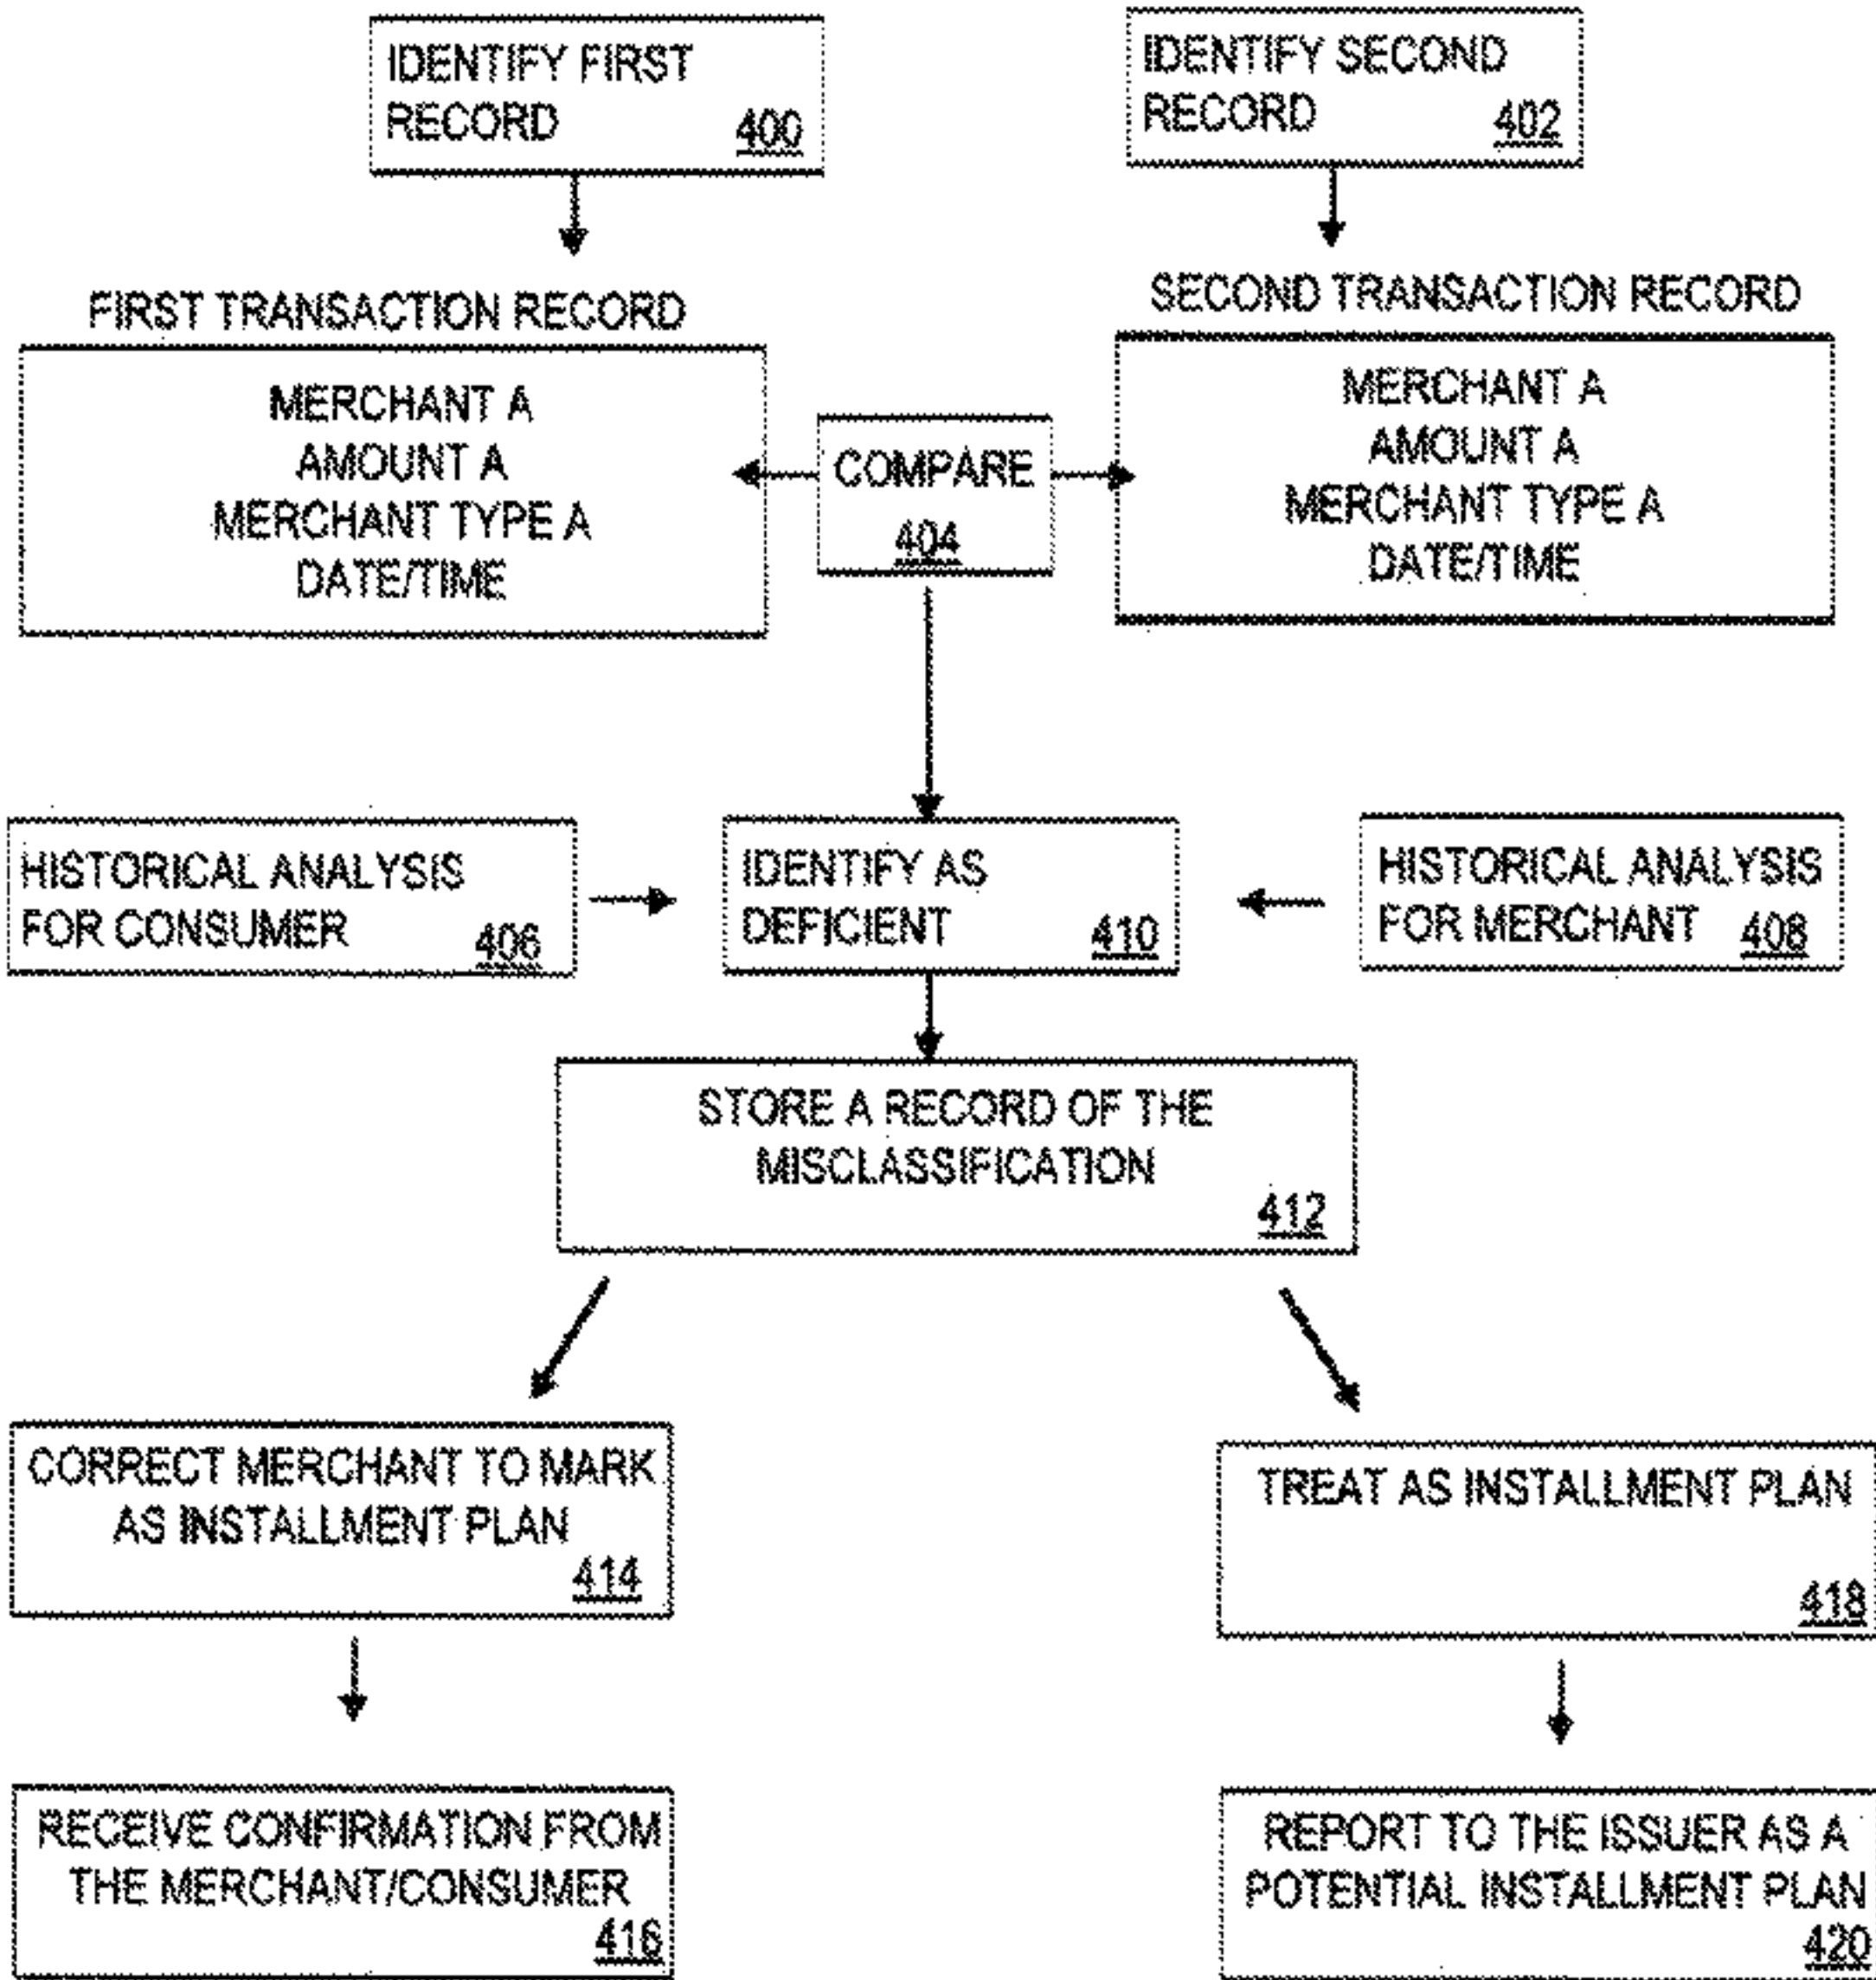 IDENTIFY FIRST
RECORD
400
IDENTIFY SECOND
RECORD
402
FIRST TRANSACTION RECORD
MERCHANT A
AMOUNT A
MERCHANT TYPE A
DATE/TIME
COMPARE
404
SECOND TRANSACTION RECORD
MERCHANT A
AMOUNT A
MERCHANT TYPE A
DATE/TIME
HISTORICAL ANALYSIS
FOR CONSUMER
406
IDENTIFY AS
DEFICIENT
410
HISTORICAL ANALYSIS
FOR MERCHANT
408
STORE A RECORD OF THE
MISCLASSIFICATION
412
CORRECT MERCHANT TO MARK
AS INSTALLMENT PLAN
414
TREAT AS INSTALLMENT PLAN
418
RECEIVE CONFIRMATION FROM
THE MERCHANT/CONSUMER
416
REPORT TO THE ISSUER AS A
POTENTIAL INSTALLMENT PLAN
420